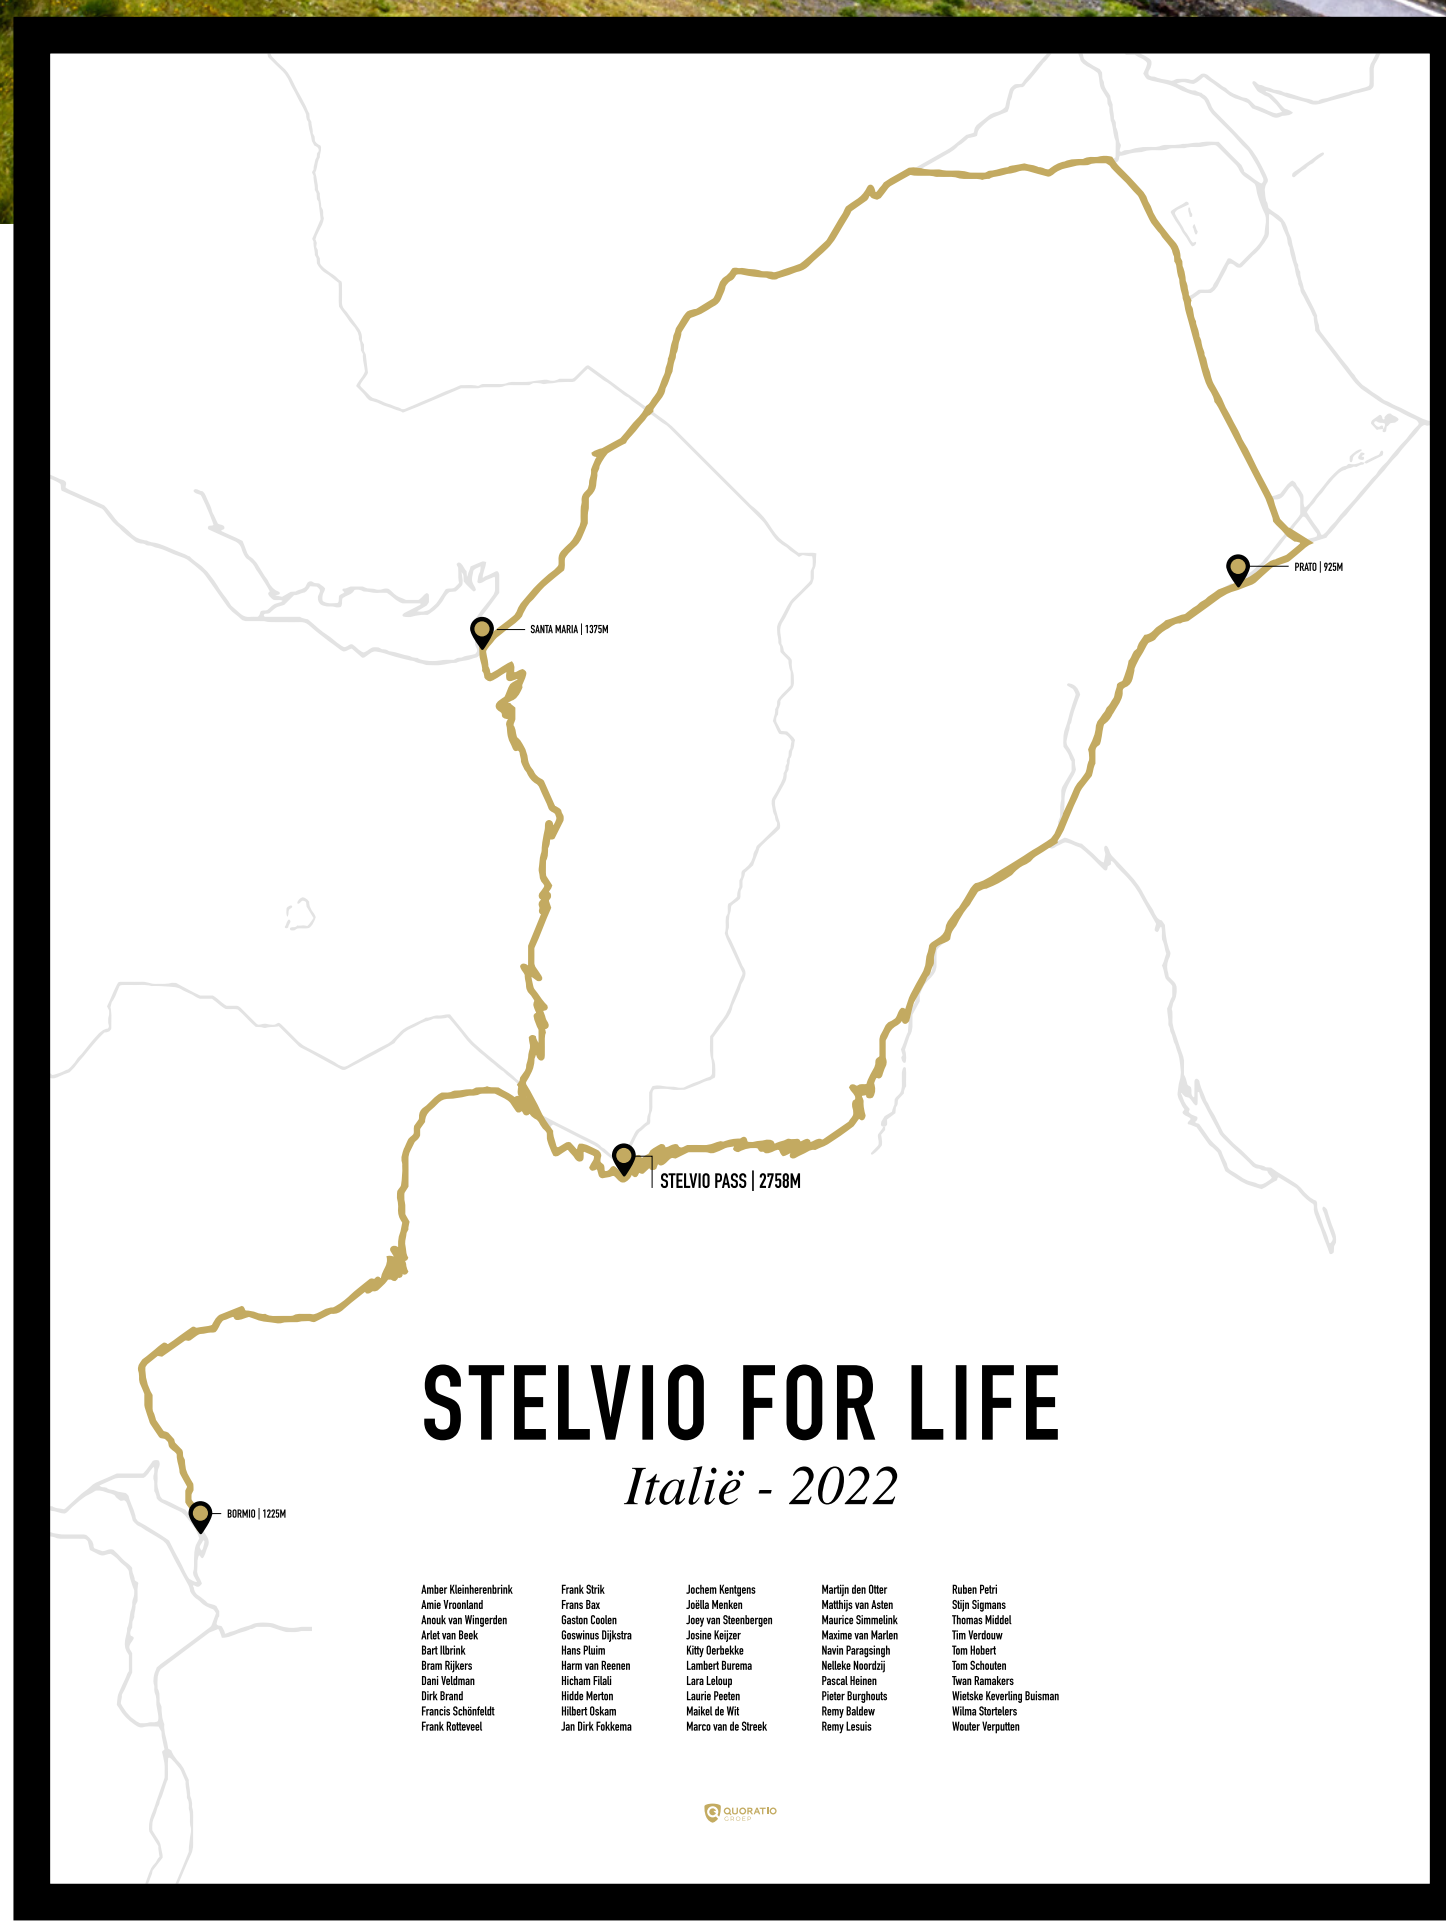 PRATO | 925M
SANTA MARIA | 1375M
STELVIO PASS | 2758M
STELVIO FOR LIFE
Italië - 2022
BORMIO | 1225M
Amber Kleinherenbrink
Amie Vroonland
Anouk van Wingerden
Arlet van Beek
Bart Ilbrink
Bram Rijkers
Dani Veldman
Dirk Brand
Francis Schönfeldt
Frank Rotteveel
Frank Strik
Frans Bax
Gaston Coolen
Goswinus Dijkstra
Hans Pluim
Harm van Reenen
Hicham Filali
Hidde Merton
Hilbert Oskam
Jan Dirk Fokkema
Jochem Kentgens
Joëlla Menken
Joey van Steenbergen
Josine Keijzer
Kitty Oerbekke
Lambert Burema
Lara Leloup
Laurie Peeten
Maikel de Wit
Marco van de Streek
Martijn den Otter
Matthijs van Asten
Maurice Simmelink
Maxime van Marlen
Navin Paragsingh
Nelleke Noordzij
Pascal Heinen
Pieter Burghouts
Remy Baldew
Remy Lesuis
Ruben Petri
Stijn Sigmans
Thomas Middel
Tim Verdouw
Tom Hobert
Tom Schouten
Twan Ramakers
Wietske Keverling Buisman
Wilma Stortelers
Wouter Verputten
QUORATIO
GROEP